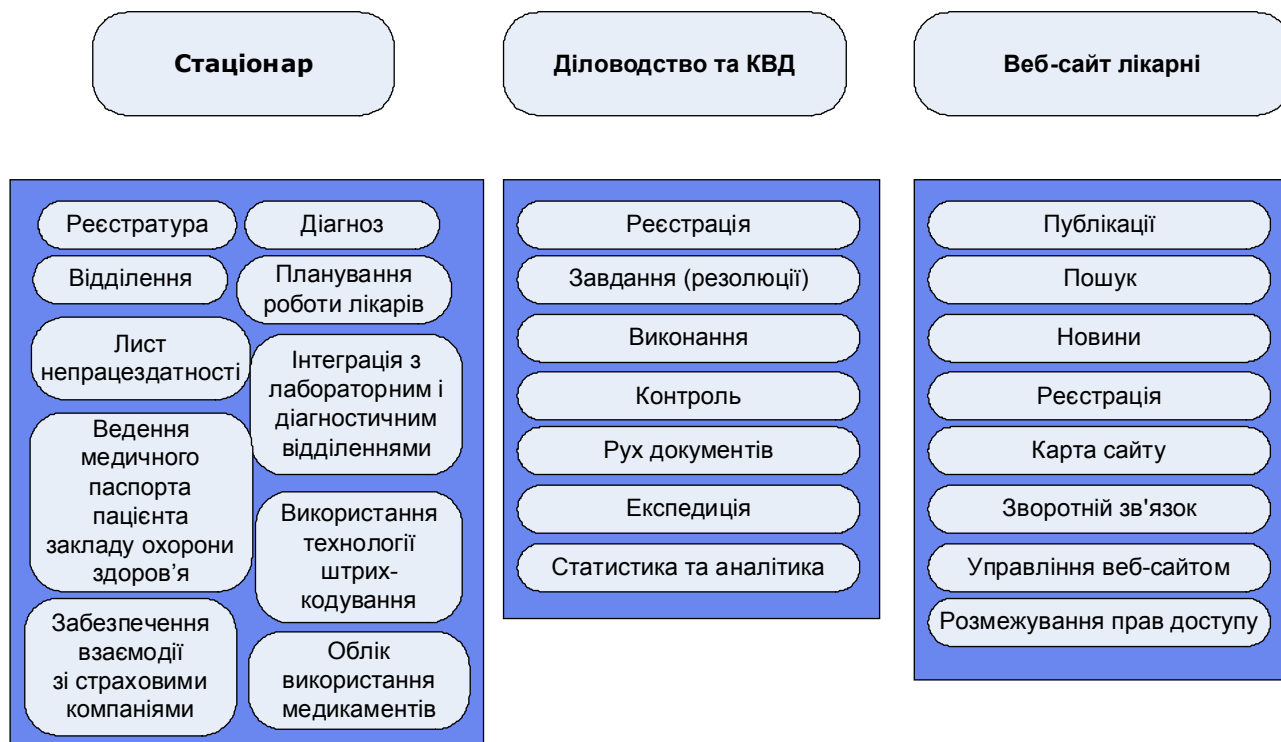 Стаціонар
Діловодство та КВД
Веб-сайт лікарні
Реєстратура
Відділення
Лист
непрацездатності
Ведення
медичного
паспорта
пацієнта
закладу охорони
здоров’я
Забезпечення
взаємодії
зі страховими
компаніями
Діагноз
Планування
роботи лікарів
Інтеграція з
лабораторним і
діагностичним
відділеннями
Використання
технології
штрих-
кодування
Облік
використання
медикаментів
Реєстрація
Завдання (резолюції)
Виконання
Контроль
Рух документів
Експедиція
Статистика та аналітика
Публікації
Пошук
Новини
Реєстрація
Карта сайту
Зворотній зв'язок
Управління веб-сайтом
Розмежування прав доступу